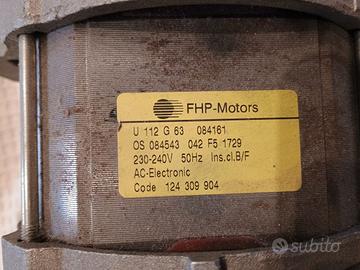 FHP-Motors
U 112 G 63 084161
OS 084543 042 F5 1729
230-240V 50Hz Ins.cl.B/F
AC-Electronic
Code 124 309 904
subito